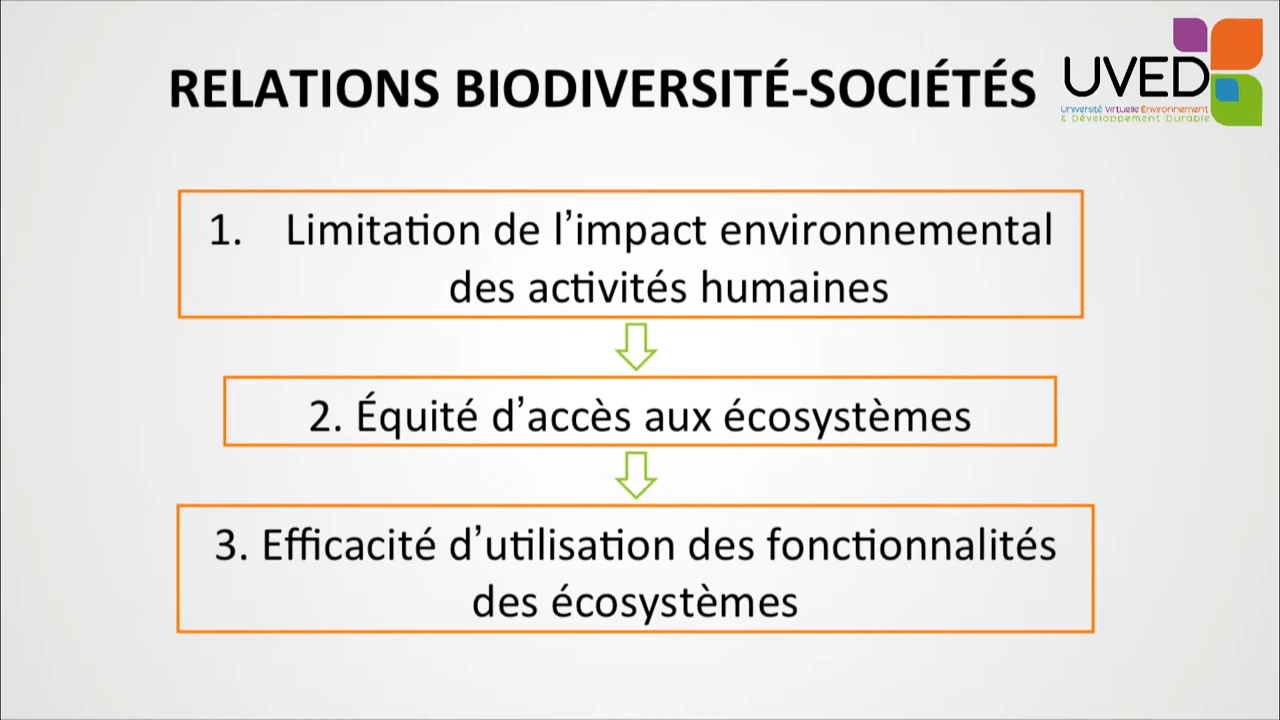 RELATIONS BIODIVERSITÉ-SOCIÉTÉS
UVED
Université Virtuelle Environnement
& Développement Durable
1. Limitation de l’impact environnemental
des activités humaines
2. Équité d’accès aux écosystèmes
3. Efficacité d’utilisation des fonctionnalités
des écosystèmes